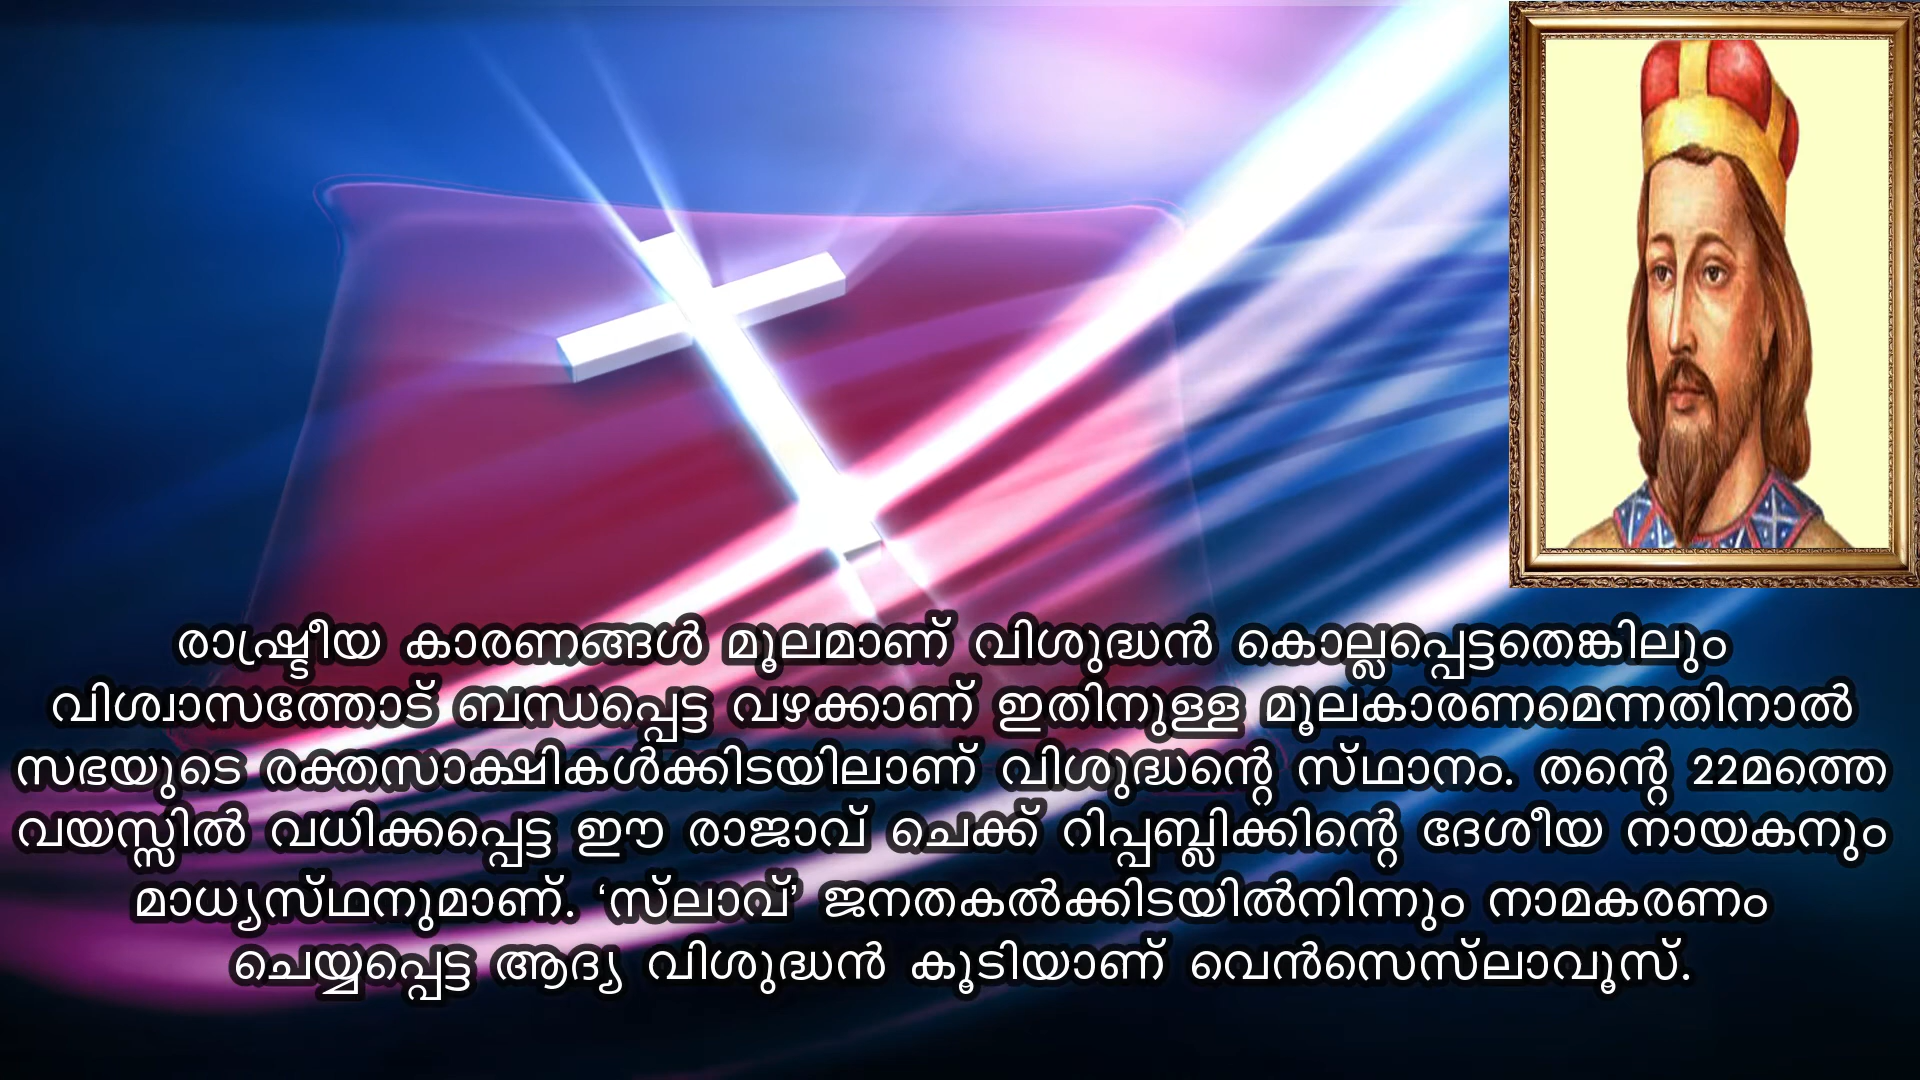 രാഷ്ട്രീയ കാരണങ്ങൾ മൂലമാണ് വിശുദ്ധൻ കൊല്ലപ്പെട്ടതെങ്കിലും
വിശ്വാസത്തോട് ബന്ധപ്പെട്ട വഴക്കാണ് ഇതിനുള്ള മൂലകാരണമെന്നതിനാൽ
സഭയുടെ രക്തസാക്ഷികൾക്കിടയിലാണ് വിശുദ്ധന്റെ സ്ഥാനം. തന്റെ 22മത്തെ
വയസ്സിൽ വധിക്കപ്പെട്ട ഈ രാജാവ് ചെക്ക് റിപ്പബ്ലിക്കിന്റെ ദേശീയ നായകനും
മാധ്യസ്ഥനുമാണ്. ‘സ്ലാവ്’ ജനതകൽക്കിടയിൽനിന്നും നാമകരണം
ചെയ്യപ്പെട്ട ആദ്യ വിശുദ്ധൻ കൂടിയാണ് വെൻസെസ്ലാവൂസ്.